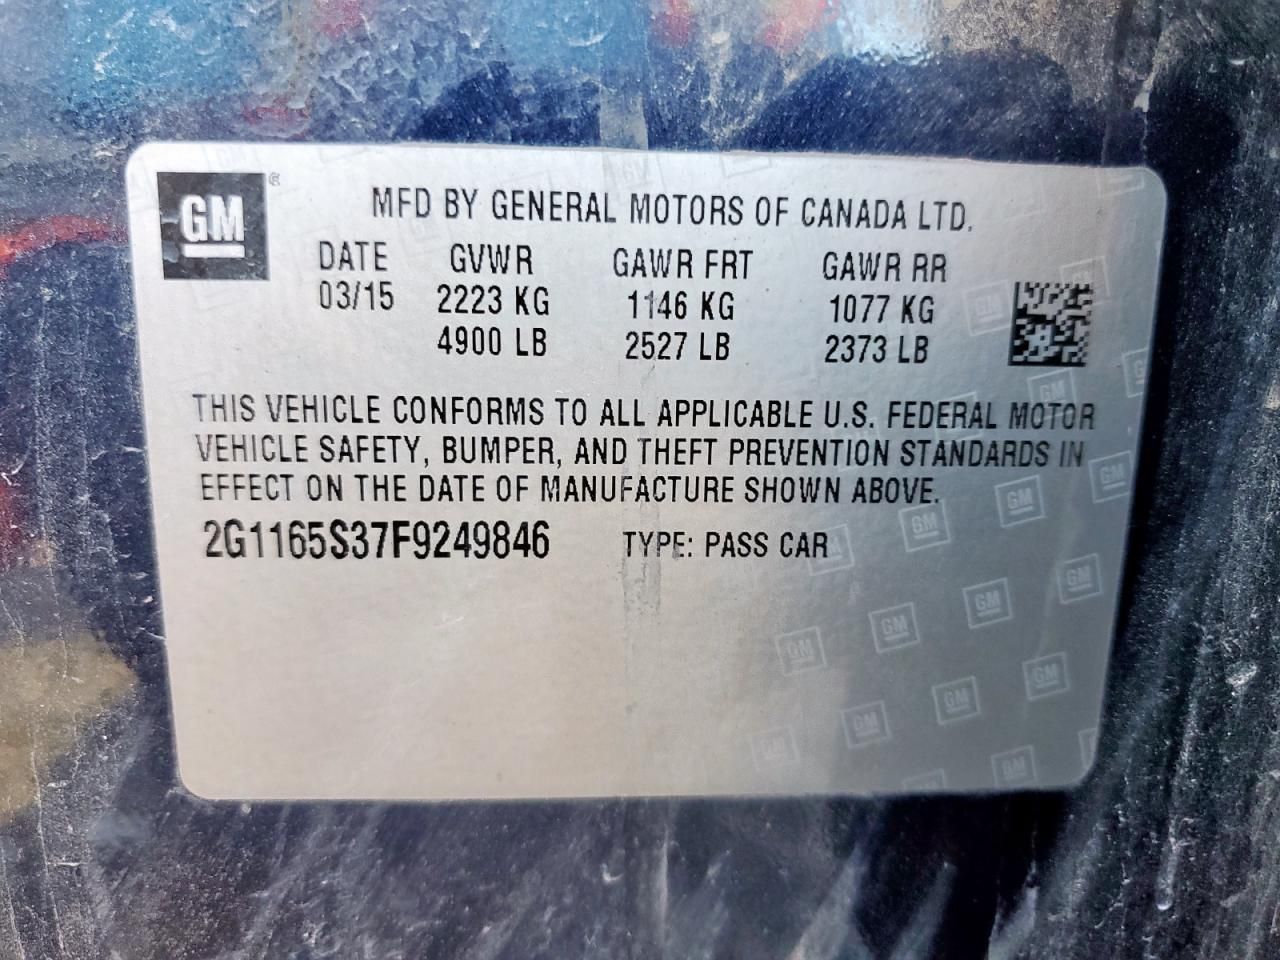 GM ®
MFD BY GENERAL MOTORS OF CANADA LTD.
DATE GVWR GAWR FRT GAWR RR
03/15 2223 KG 1146 KG 1077 KG
4900 LB 2527 LB 2373 LB
THIS VEHICLE CONFORMS TO ALL APPLICABLE U.S. FEDERAL MOTOR
VEHICLE SAFETY, BUMPER, AND THEFT PREVENTION STANDARDS IN
EFFECT ON THE DATE OF MANUFACTURE SHOWN ABOVE.
2G1165S37F9249846 TYPE: PASS CAR